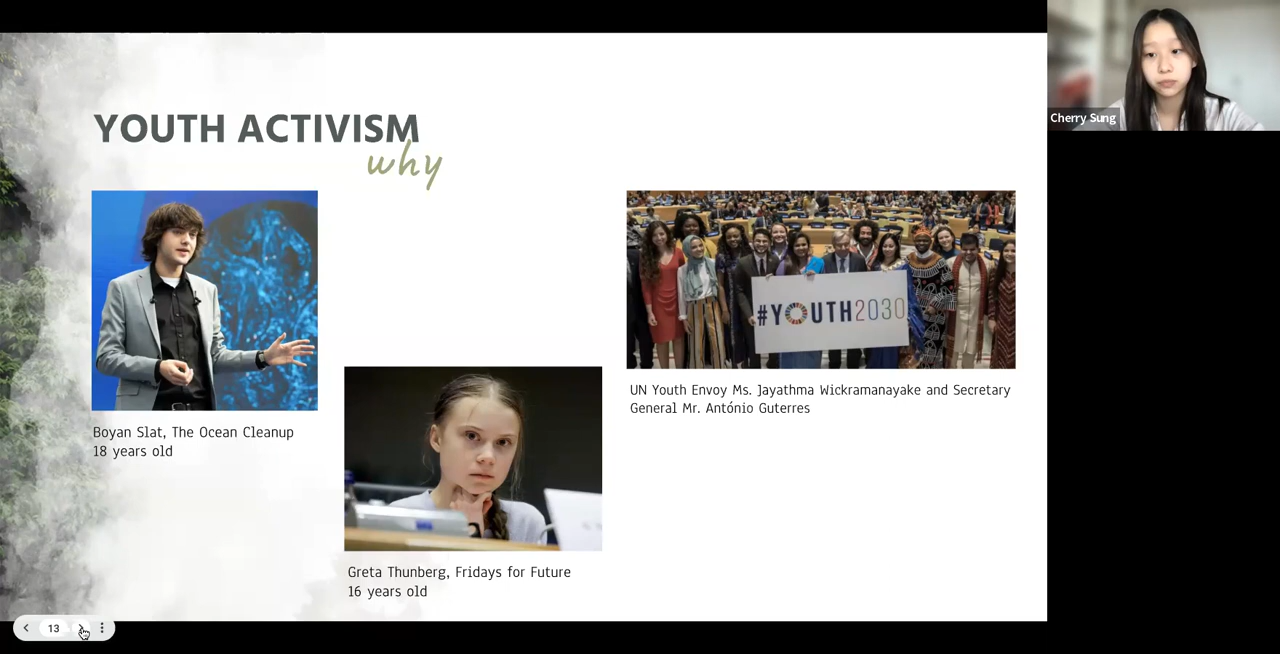 YOUTH ACTIVISM
why
Boyan Slat, The Ocean Cleanup
18 years old
Greta Thunberg, Fridays for Future
16 years old
#YOUTH2030
UN Youth Envoy Ms. Jayathma Wickramanayake and Secretary
General Mr. António Guterres
Cherry Sung
13